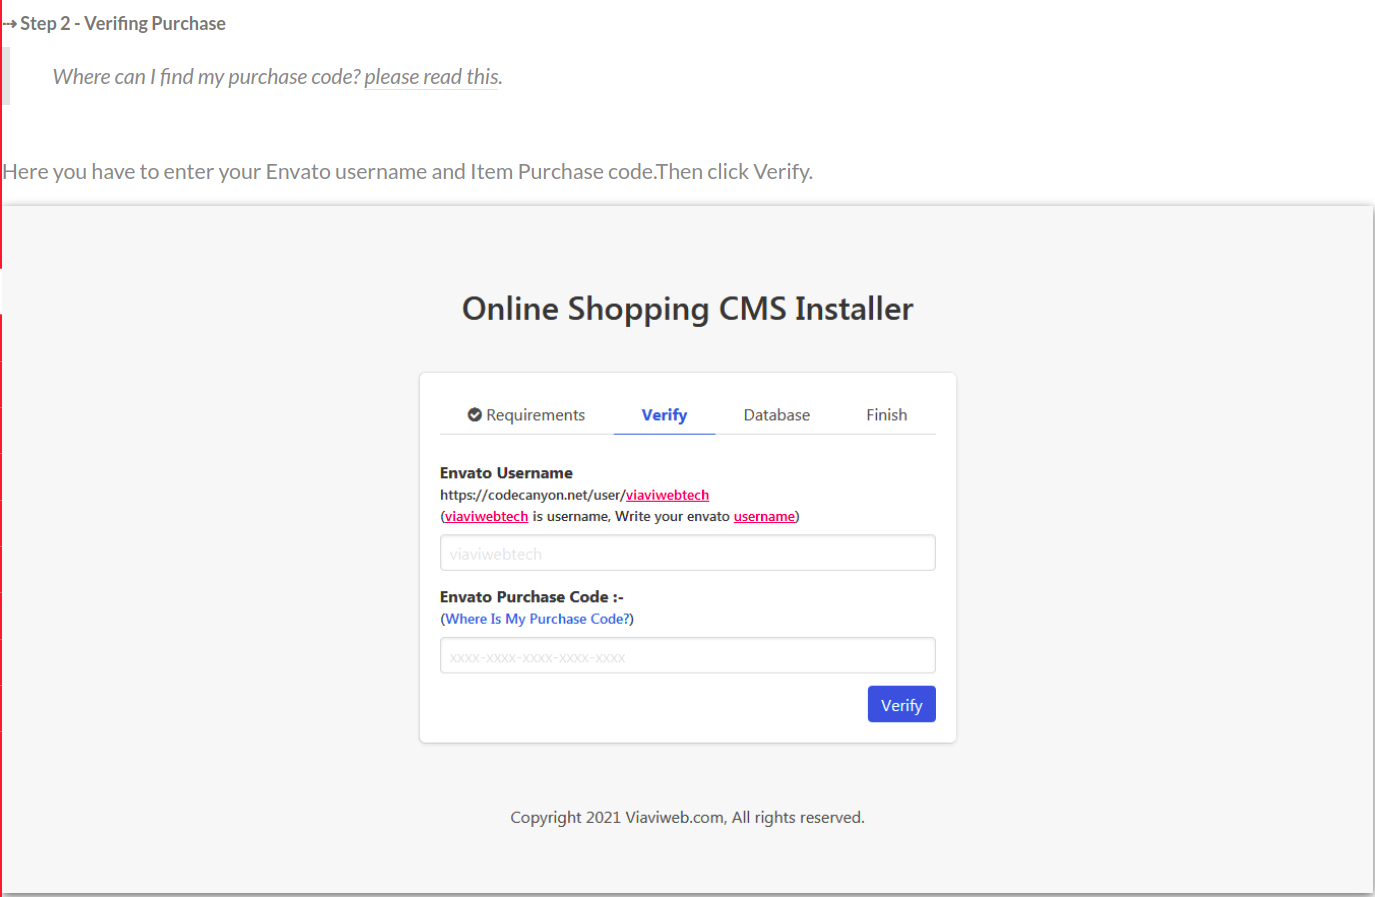 ⇢ Step 2 - Verifing Purchase
Where can I find my purchase code? please read this.
Here you have to enter your Envato username and Item Purchase code.Then click Verify.
Online Shopping CMS Installer
Requirements Verify Database Finish
Envato Username
https://codecanyon.net/user/viaviwebtech
(viaviwebtech is username, Write your envato username)
viaviwebtech
Envato Purchase Code :-
(Where Is My Purchase Code?)
xxxx-xxxx-xxxx-xxxx-xxxx
Verify
Copyright 2021 Viaviweb.com, All rights reserved.